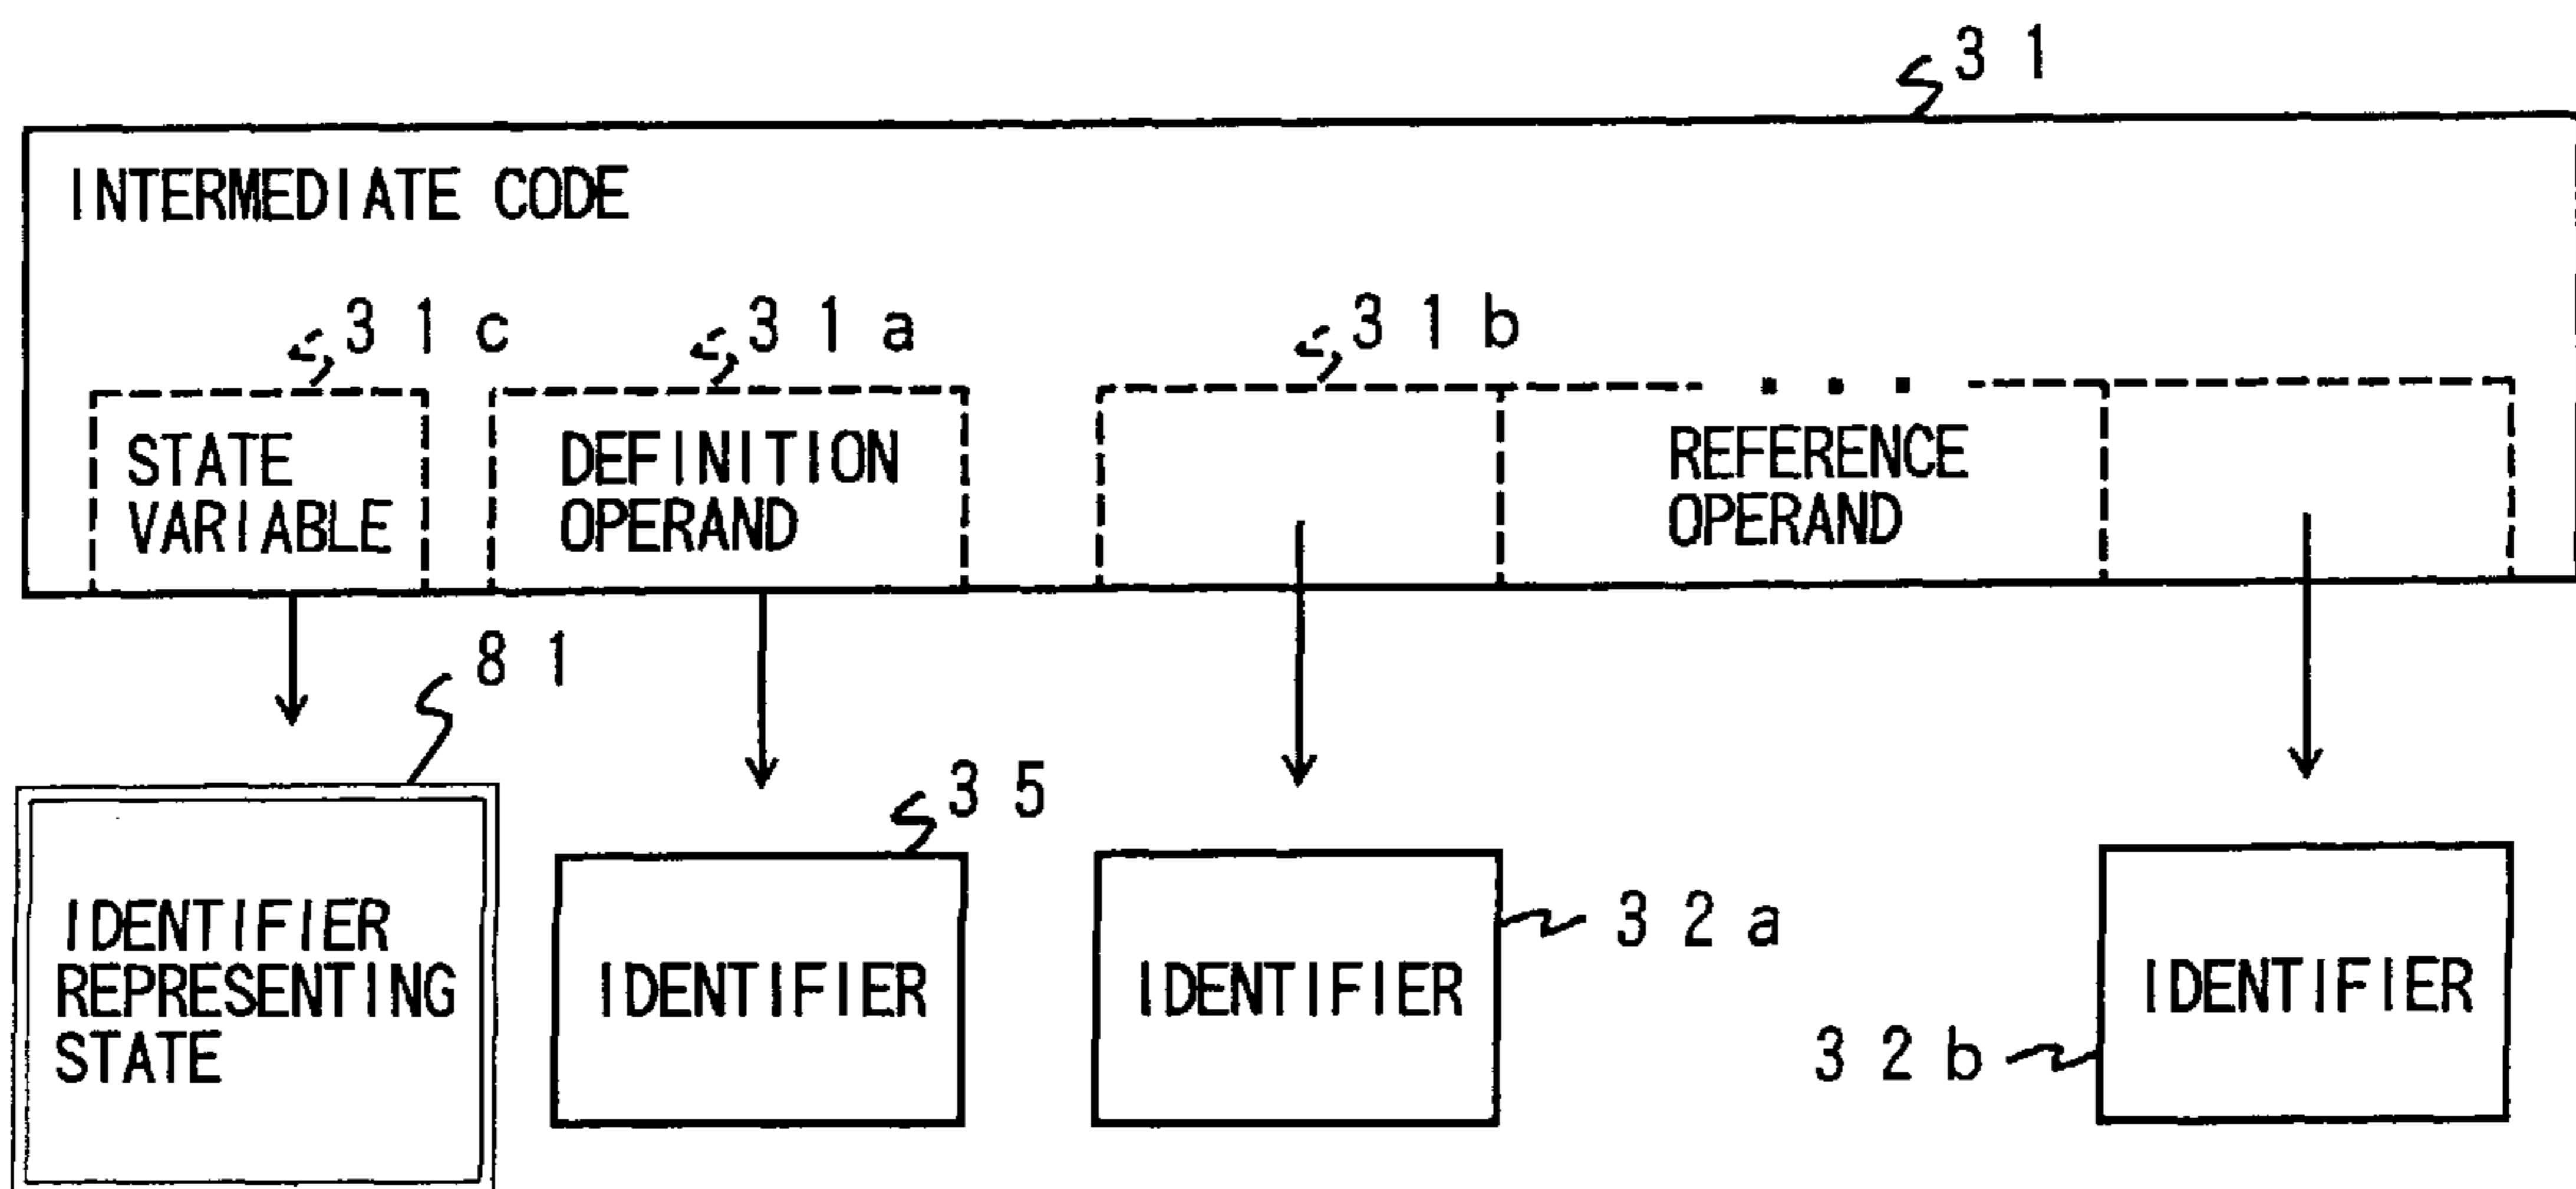 31
INTERMEDIATE CODE
31c
31a
31b
STATE
VARIABLE
DEFINITION
OPERAND
. . .
REFERENCE
OPERAND
81
35
IDENTIFIER
REPRESENTING
STATE
IDENTIFIER
IDENTIFIER
32a
32b
IDENTIFIER